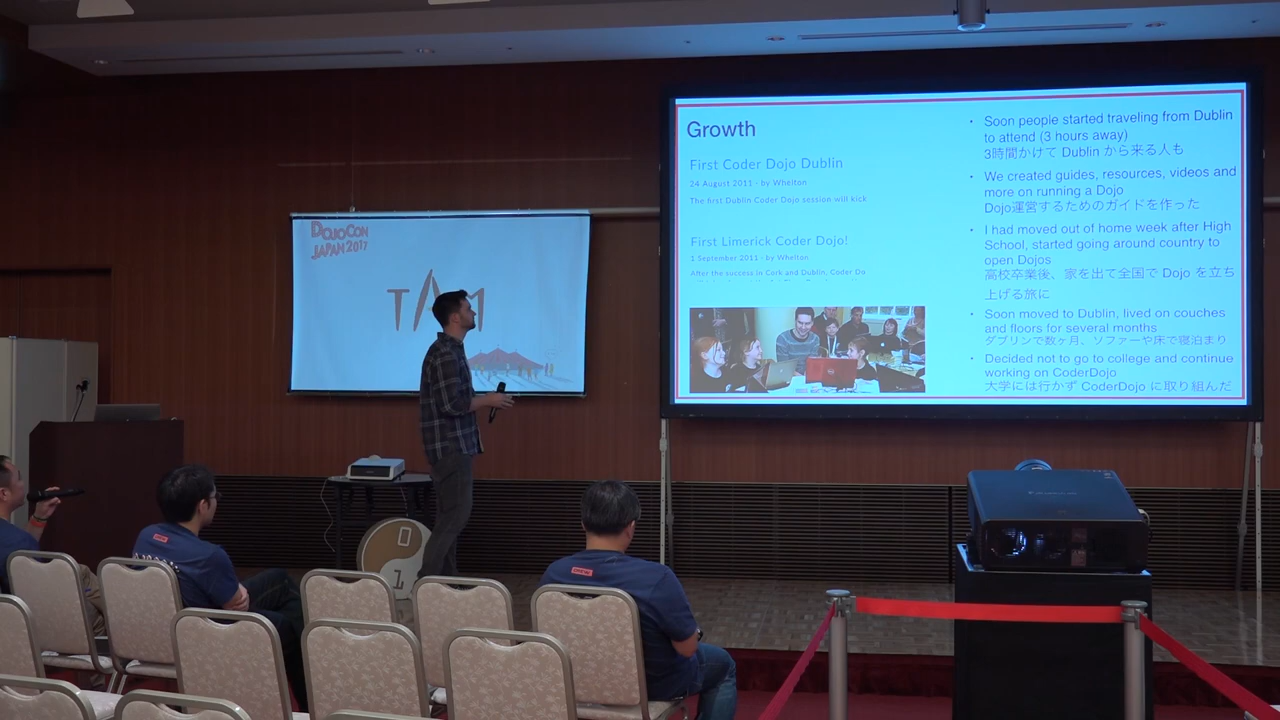 DOJOCON
JAPAN 2017
TAM
Growth
First Coder Dojo Dublin
24 August 2011 - by Whelton
The first Dublin Coder Dojo session will kick
First Limerick Coder Dojo!
1 September 2011 - by Whelton
After the success in Cork and Dublin, Coder Do
• Soon people started traveling from Dublin
to attend (3 hours away)
3時間かけて Dublin から来る人も
• We created guides, resources, videos and
more on running a Dojo
Dojo運営するためのガイドを作った
• I had moved out of home week after High
School, started going around country to
open Dojos
高校卒業後、家を出て全国で Dojo を立ち
上げる旅に
• Soon moved to Dublin, lived on couches
and floors for several months
ダブリンで数ヶ月、ソファーや床で寝泊まり
• Decided not to go to college and continue
working on CoderDojo
大学には行かず CoderDojo に取り組んだ
0
1